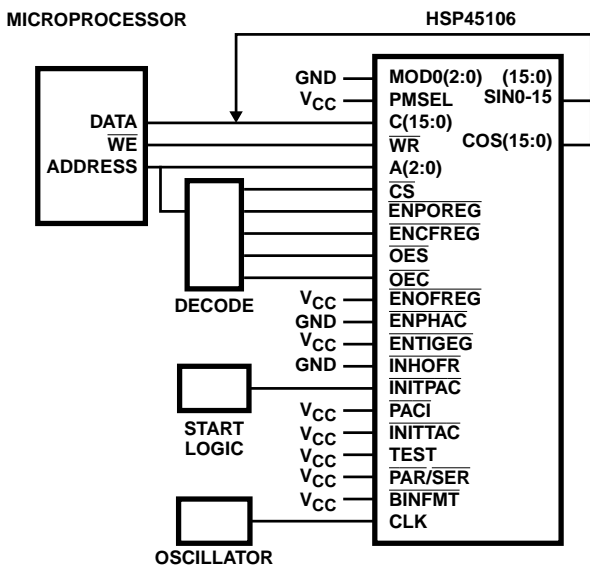 MICROPROCESSOR
HSP45106
DATA
WE
ADDRESS
DECODE
START
LOGIC
OSCILLATOR
GND
VCC
VCC
GND
VCC
GND
VCC
VCC
VCC
VCC
VCC
MOD0(2:0) (15:0)
PMSEL SIN0-15
C(15:0)
WR COS(15:0)
A(2:0)
CS
ENPOREG
ENCFREG
OES
OEC
ENOFREG
ENPHAC
ENTIGEG
INHOFR
INITPAC
PACI
INITTAC
TEST
PAR/SER
BINFMT
CLK